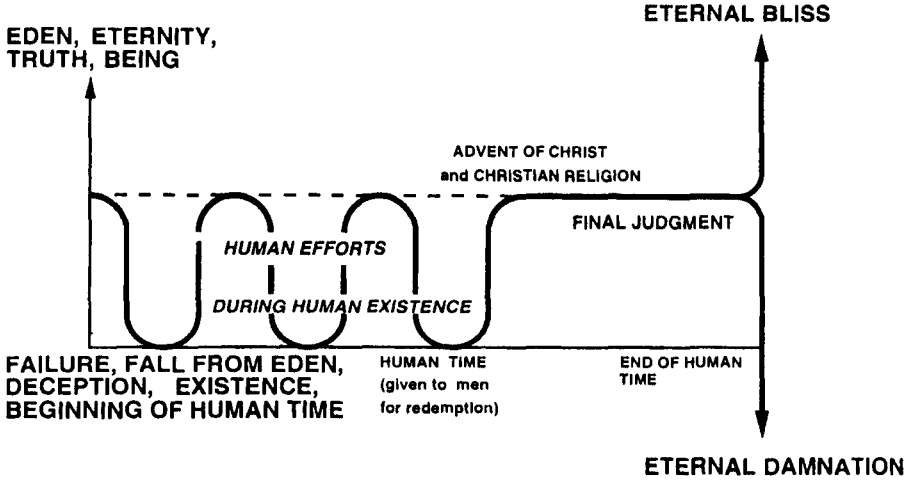 ETERNAL BLISS
EDEN, ETERNITY,
TRUTH, BEING
ADVENT OF CHRIST
and CHRISTIAN RELIGION
FINAL JUDGMENT
HUMAN EFFORTS
DURING HUMAN EXISTENCE
FAILURE, FALL FROM EDEN,
DECEPTION, EXISTENCE,
BEGINNING OF HUMAN TIME
HUMAN TIME
(given to men
for redemption)
END OF HUMAN
TIME
ETERNAL DAMNATION